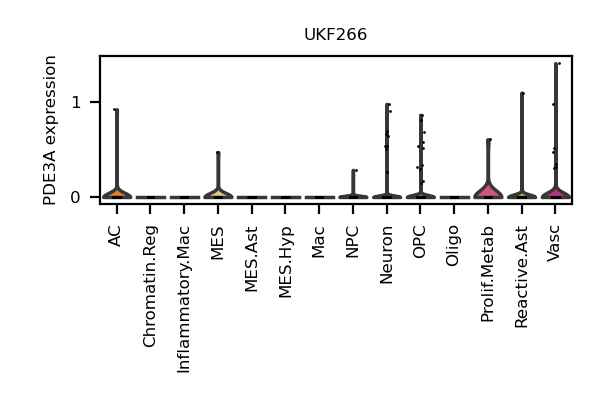 UKF266
PDE3A expression
1
0
AC
Chromatin.Reg
Inflammatory.Mac
MES
MES.Ast
MES.Hyp
Mac
NPC
Neuron
OPC
Oligo
Prolif.Metab
Reactive.Ast
Vasc